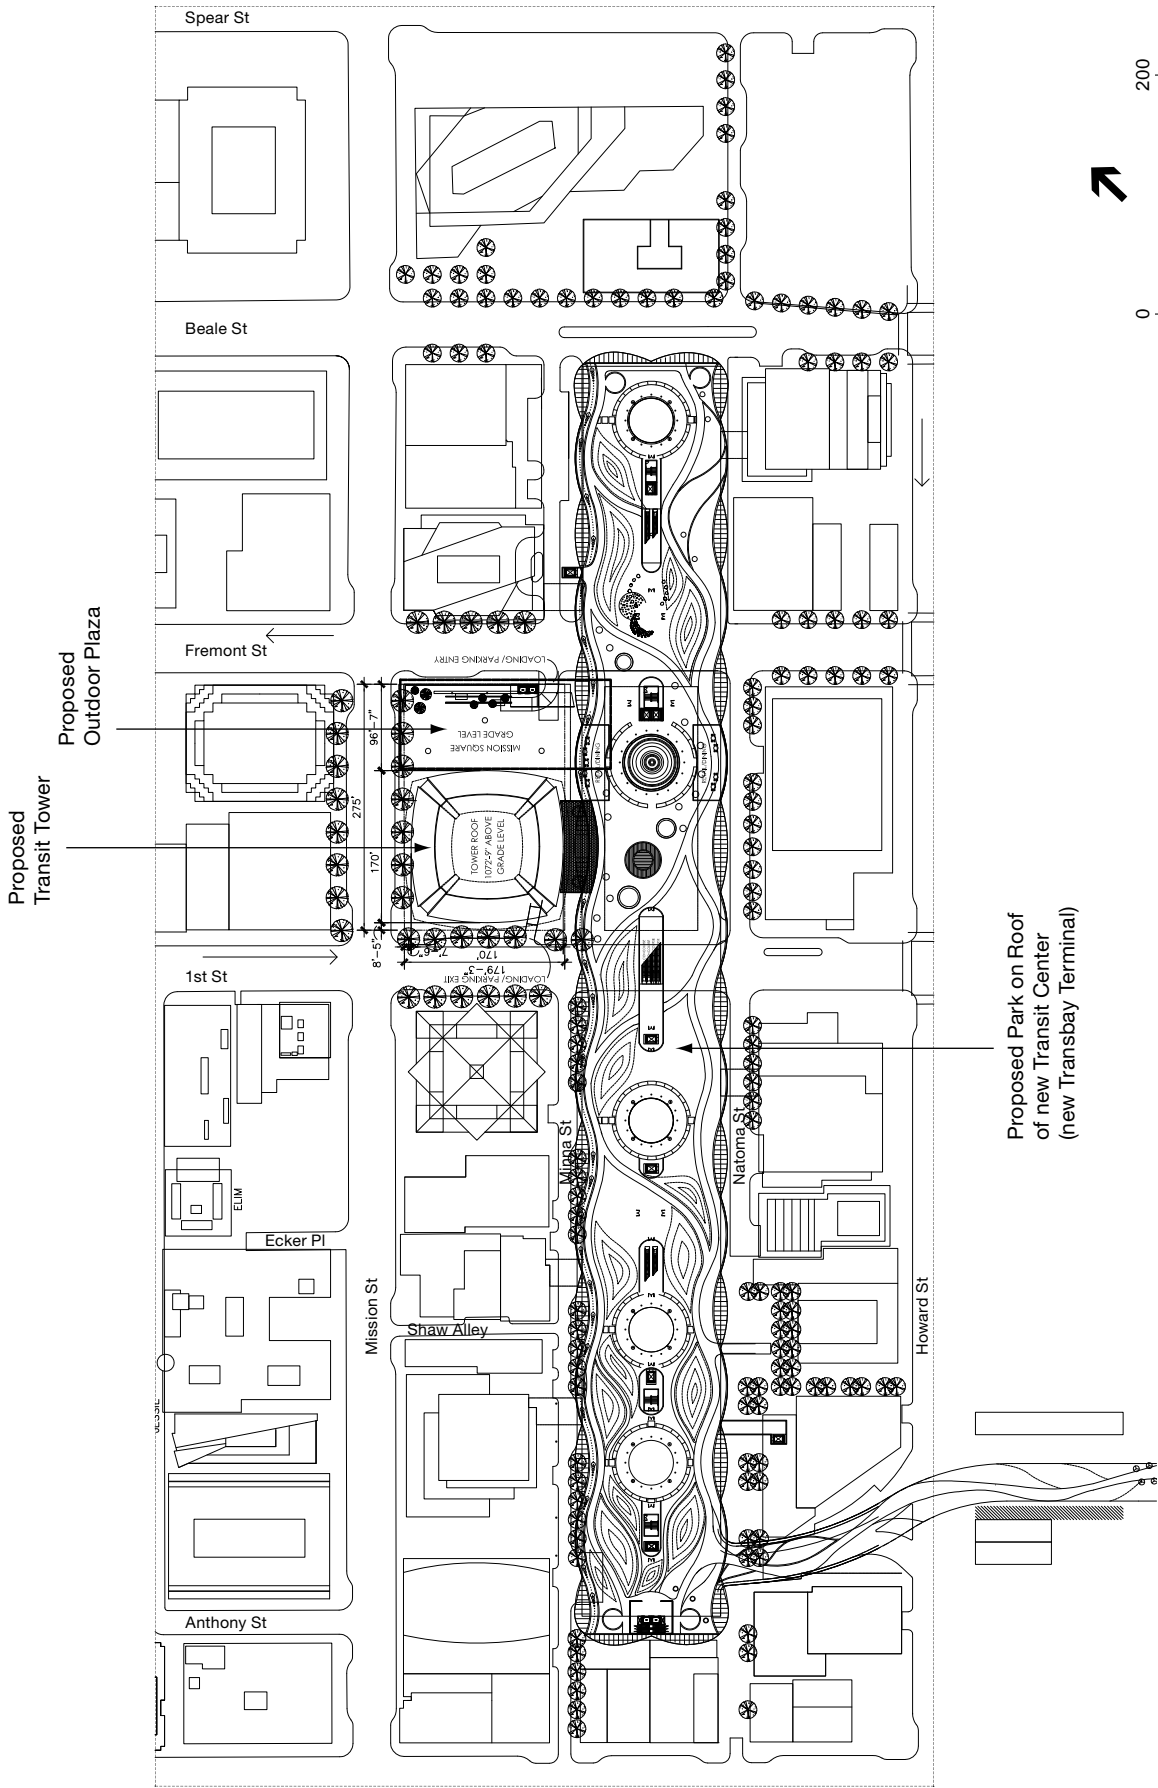 Spear St
200
0
Beale St
Proposed
Outdoor Plaza
Fremont St
LOADING/ PARKING ENTRY
96'-7"
MISSION SQUARE
GRADE LEVEL
Proposed
Transit Tower
275'
170'
TOWER ROOF
1072'-9" ABOVE
GRADE LEVEL
8'-5"
7'-6"
170'
179'-3"
LOADING/ PARKING EXIT
1st St
Proposed Park on Roof
of new Transit Center
(new Transbay Terminal)
Minna St
Natoma St
ELIM
Ecker Pl
Mission St
Shaw Alley
Howard St
JESSIE
Anthony St